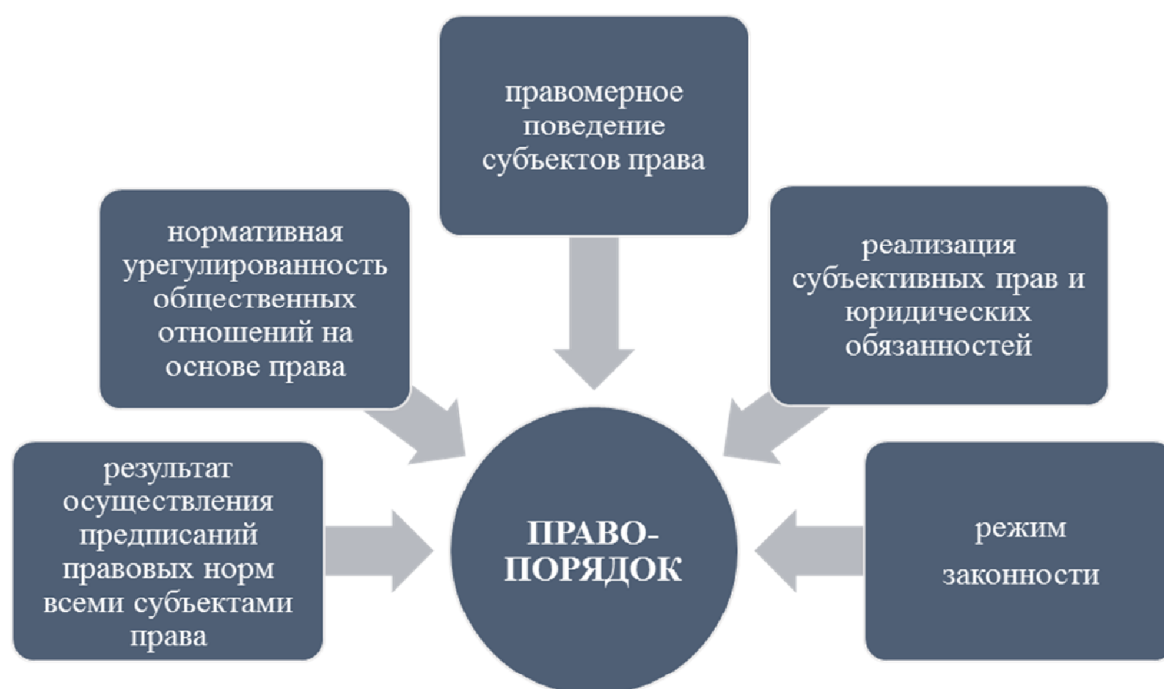 правомерное
поведение
субъектов права
нормативная
урегулированность
общественных
отношений на
основе права
реализация
субъективных прав и
юридических
обязанностей
результат
осуществления
предписаний
правовых норм
всеми субъектами
права
ПРАВО-
ПОРЯДОК
режим
законности